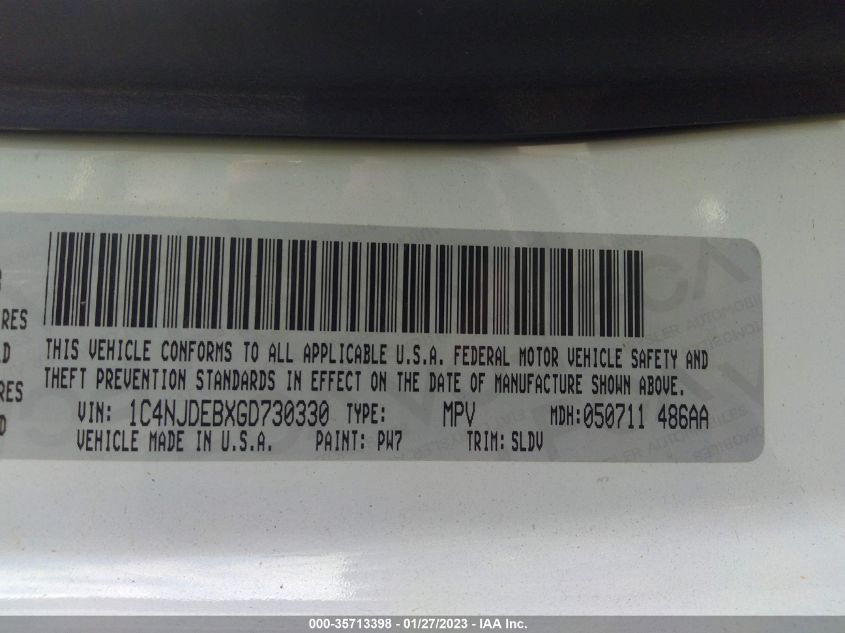 RES
THIS VEHICLE CONFORMS TO ALL APPLICABLE U.S.A. FEDERAL MOTOR VEHICLE SAFETY AND
THEFT PREVENTION STANDARDS IN EFFECT ON THE DATE OF MANUFACTURE SHOWN ABOVE.
RES
VIN: 1C4NJDEBXGD730330 TYPE: MPV MDH:050711 486AA
VEHICLE MADE IN U.S.A. PAINT: PW7 TRIM: SLDV
000-35713398 - 01/27/2023 - IAA Inc.